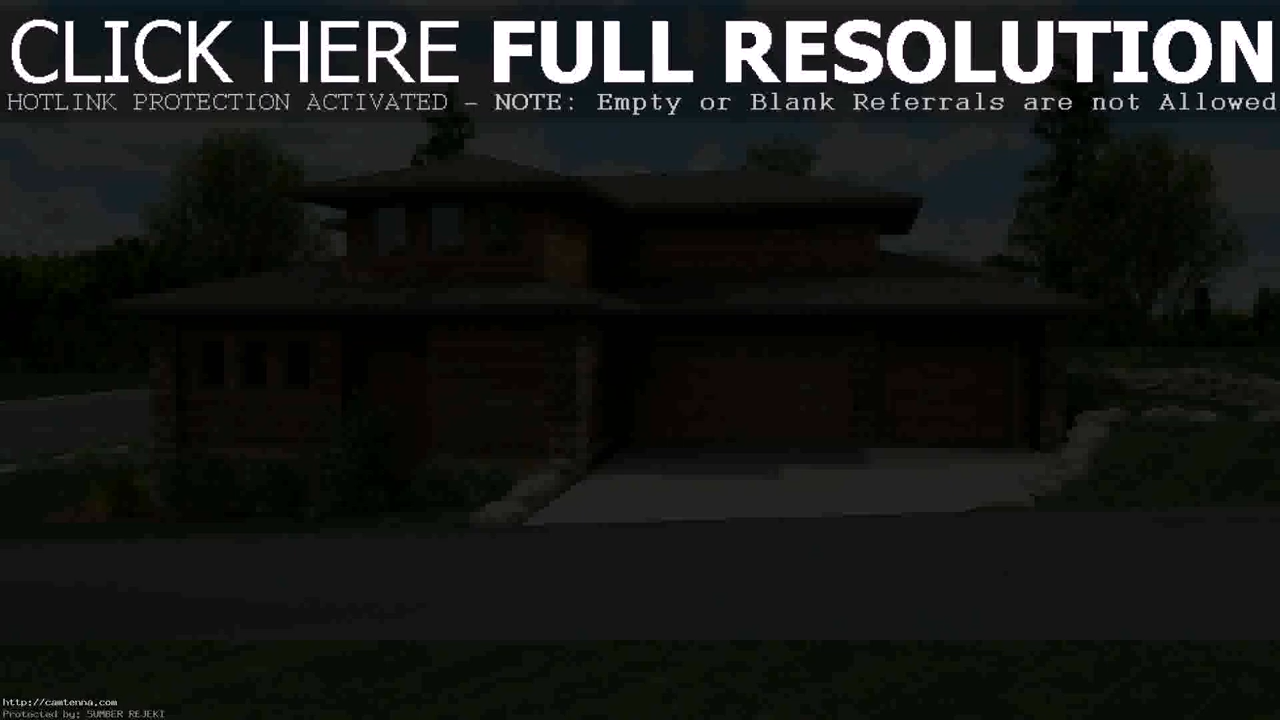 CLICK HERE FULL RESOLUTION
HOTLINK PROTECTION ACTIVATED – NOTE: Empty or Blank Referrals are not Allowed
http://camtenna.com
Protected by: SUMBER REJEKI